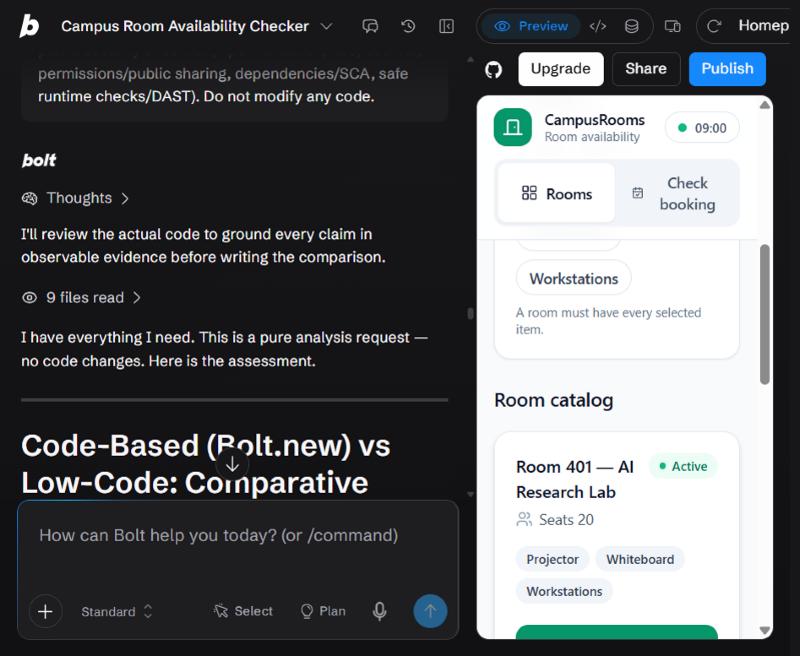 b Campus Room Availability Checker
Preview
Homep
Upgrade
Share
Publish
permissions/public sharing, dependencies/SCA, safe
runtime checks/DAST). Do not modify any code.
bolt
Thoughts
I'll review the actual code to ground every claim in
observable evidence before writing the comparison.
9 files read
I have everything I need. This is a pure analysis request —
no code changes. Here is the assessment.
Code-Based (Bolt.new) vs
Low-Code: Comparative
How can Bolt help you today? (or /command)
Standard
Select
Plan
CampusRooms
Room availability
09:00
Rooms
Check
booking
Workstations
A room must have every selected
item.
Room catalog
Room 401 — AI
Research Lab
Active
Seats 20
Projector
Whiteboard
Workstations